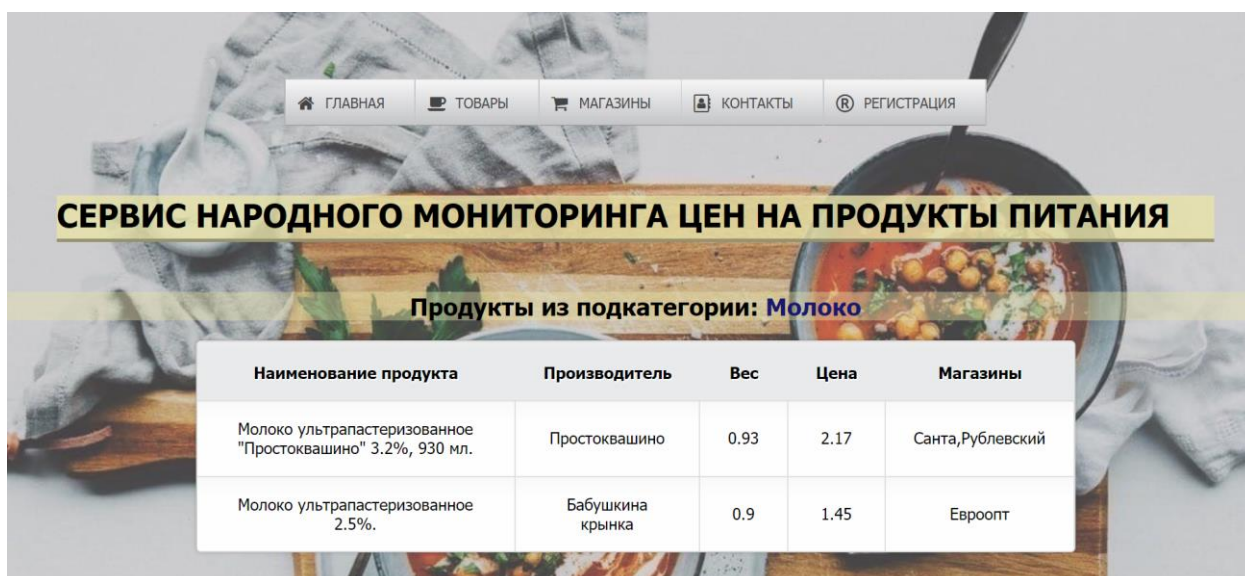 ГЛАВНАЯ ТОВАРЫ МАГАЗИНЫ КОНТАКТЫ ® РЕГИСТРАЦИЯ
СЕРВИС НАРОДНОГО МОНИТОРИНГА ЦЕН НА ПРОДУКТЫ ПИТАНИЯ
Продукты из подкатегории: Молоко
Наименование продукта Производитель Вес Цена Магазины
Молоко ультрапастеризованное
"Простоквашино" 3.2%, 930 мл. Простоквашино 0.93 2.17 Санта,Рублевский
Молоко ультрапастеризованное
2.5%. Бабушкина
крынка 0.9 1.45 Евроопт